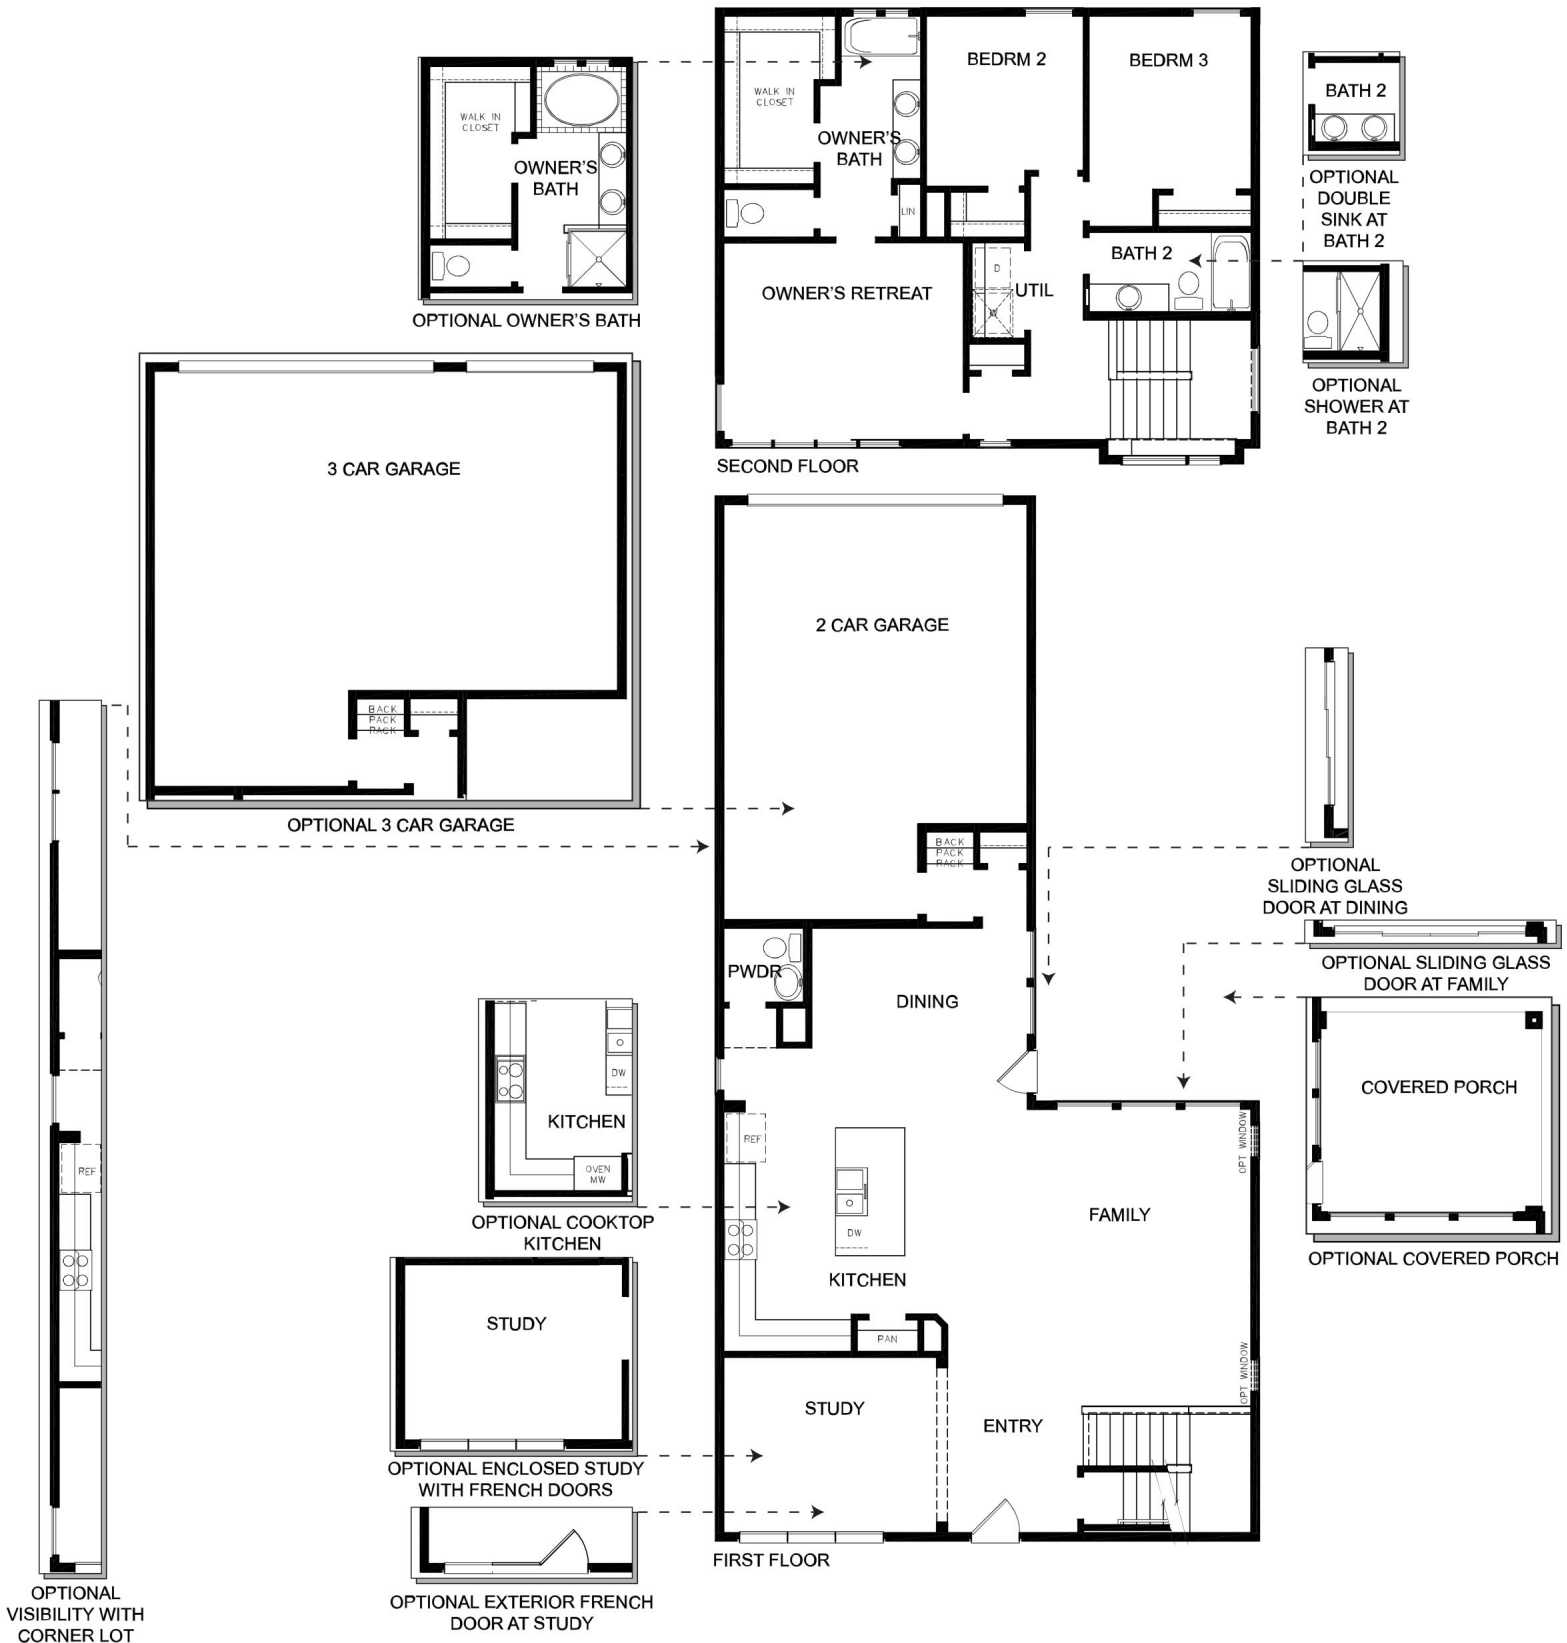 BEDRM 2
BEDRM 3
WALK IN
CLOSET
OWNER'S
BATH
LIN
BATH 2
D
W
UTIL
OWNER'S RETREAT
SECOND FLOOR
WALK IN
CLOSET
OWNER'S
BATH
OPTIONAL OWNER'S BATH
BATH 2
OPTIONAL
DOUBLE
SINK AT
BATH 2
OPTIONAL
SHOWER AT
BATH 2
3 CAR GARAGE
BACK
PACK
RACK
OPTIONAL 3 CAR GARAGE
2 CAR GARAGE
BACK
PACK
RACK
PWDR
DINING
REF
DW
KITCHEN
PAN
FAMILY
OPT WINDOW
OPT WINDOW
STUDY
ENTRY
FIRST FLOOR
OPTIONAL
SLIDING GLASS
DOOR AT DINING
OPTIONAL SLIDING GLASS
DOOR AT FAMILY
COVERED PORCH
OPTIONAL COVERED PORCH
DW
KITCHEN
OVEN
MW
OPTIONAL COOKTOP
KITCHEN
STUDY
OPTIONAL ENCLOSED STUDY
WITH FRENCH DOORS
OPTIONAL EXTERIOR FRENCH
DOOR AT STUDY
REF
OPTIONAL
VISIBILITY WITH
CORNER LOT